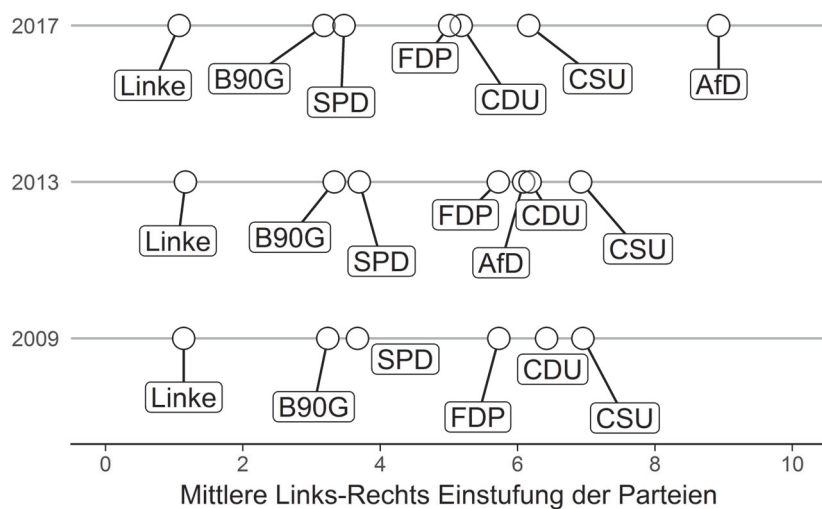 2017
Linke
B90G
SPD
FDP
CDU
CSU
AfD
2013
Linke
B90G
SPD
FDP
AfD
CDU
CSU
2009
Linke
B90G
SPD
FDP
CDU
CSU
0 2 4 6 8 10
Mittlere Links-Rechts Einstufung der Parteien